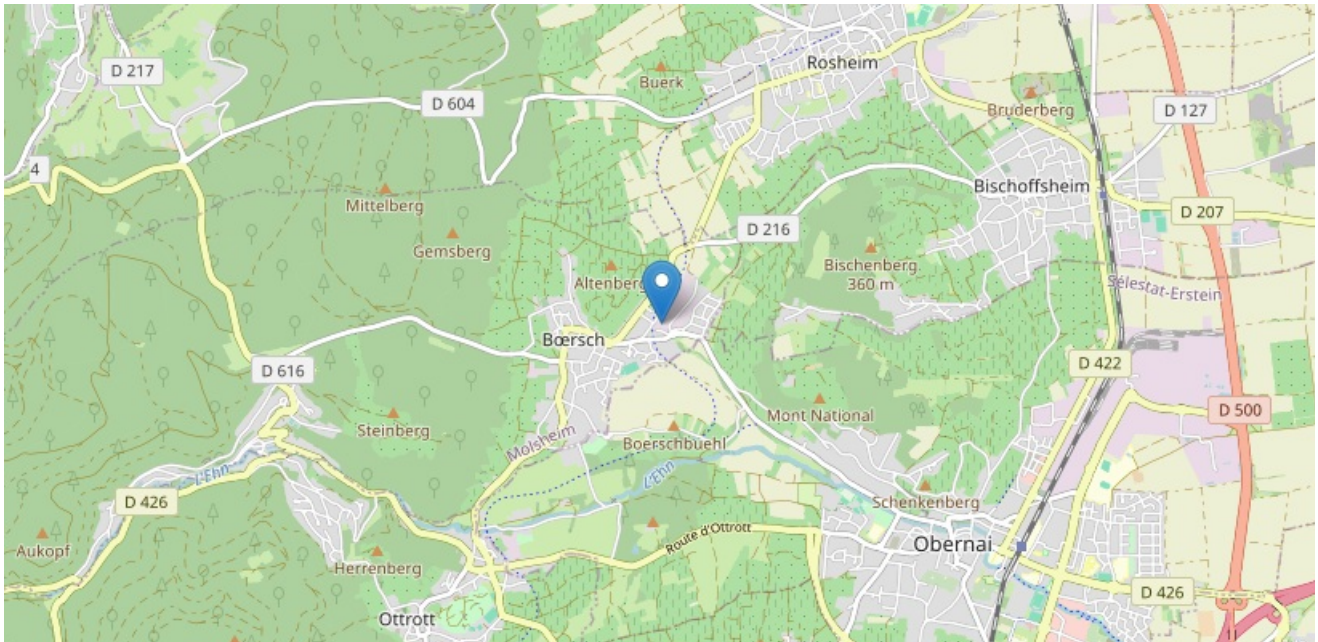 Rosheim
D 217
Buerk
D 604
Bruderberg
D 127
4
Bischoffsheim
Mittelberg
D 207
D 216
Gemsberg
Bischenberg
360 m
Altenberg
Sélestat-Erstein
Bœrsch
D 422
D 616
D 500
Mont National
Steinberg
Molsheim
Boerschbuehl
L'Ehn
L'Ehn
D 426
Schenkenberg
Route d'Ottrott
Obernai
Aukopf
Herrenberg
D 426
Ottrott